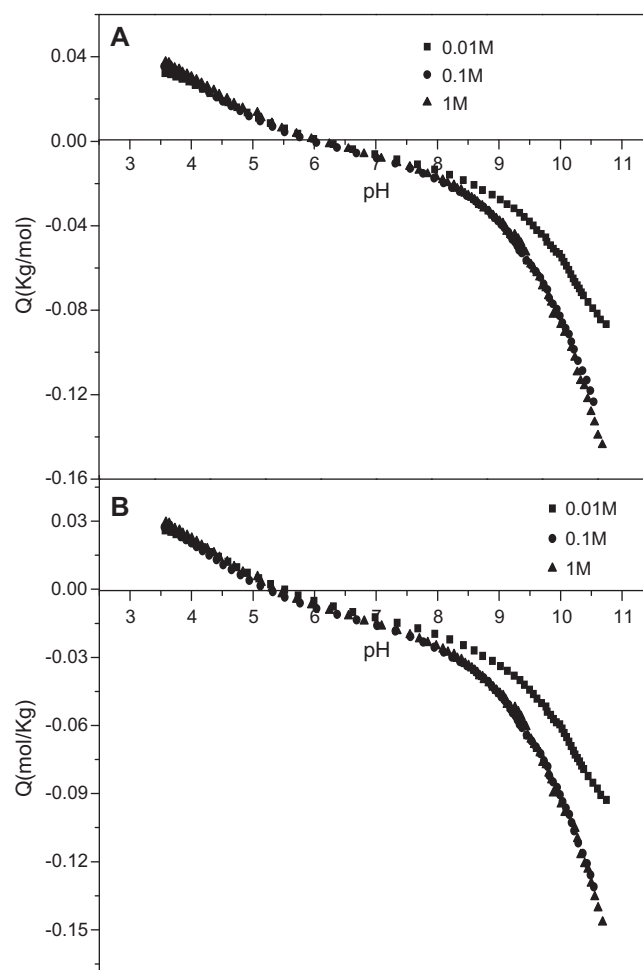 A
0.01M
0.1M
1M
0.04
0.00
-0.04
-0.08
-0.12
-0.16
3 4 5 6 7 8 9 10 11
pH
Q(Kg/mol)
B
0.01M
0.1M
1M
0.03
0.00
-0.03
-0.06
-0.09
-0.12
-0.15
3 4 5 6 7 8 9 10 11
pH
Q(mol/Kg)